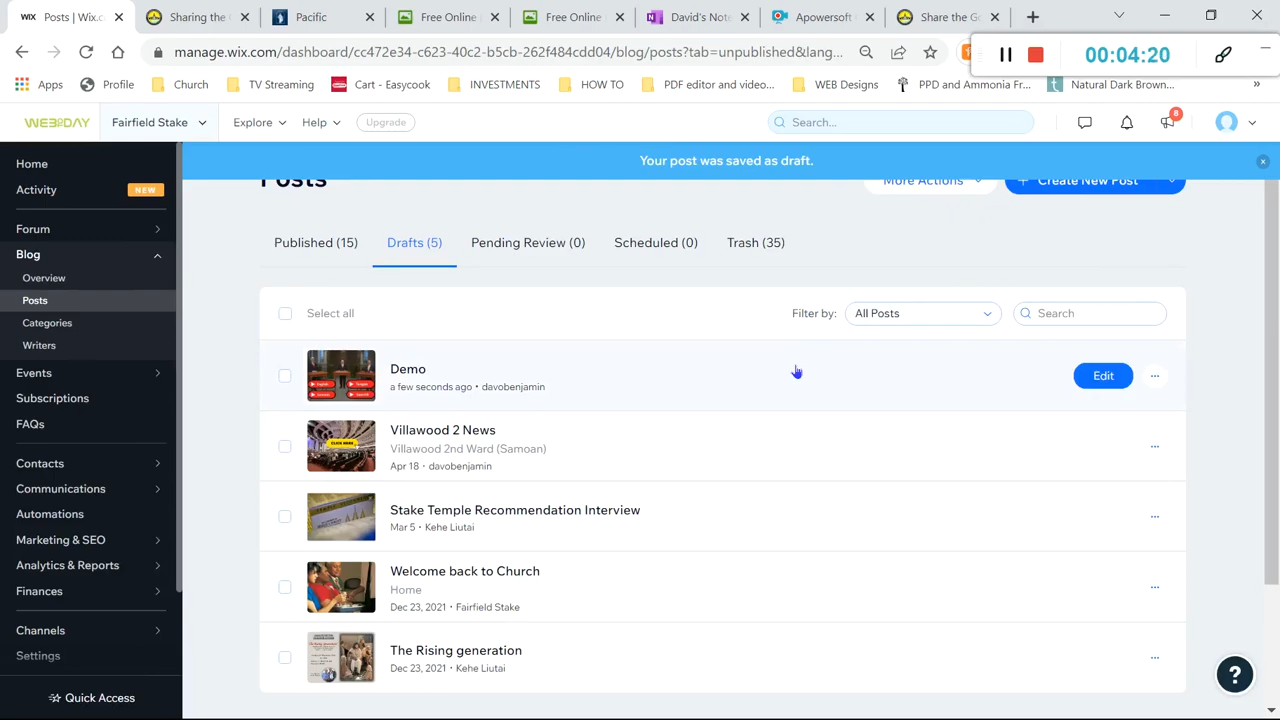 WIX Posts | Wix.c
Sharing the G
Pacific
Free Online
Free Online
David's Note
Apowersoft C
Share the Go
manage.wix.com/dashboard/cc472e34-c623-40c2-b5cb-262f484cdd04/blog/posts?tab=unpublished&lang...
00:04:20
Apps
Profile
Church
TV Streaming
Cart - Easycook
INVESTMENTS
HOW TO
PDF editor and video...
WEB Designs
PPD and Ammonia Fr...
Natural Dark Brown...
»
WEB DAY
Fairfield Stake
Explore
Help
Upgrade
Search...
8
Your post was saved as draft.
Home
Activity NEW
Forum
Blog
Overview
Posts
Categories
Writers
Events
Subscriptions
FAQs
Contacts
Communications
Automations
Marketing & SEO
Analytics & Reports
Finances
Channels
Settings
Quick Access
Posts
More Actions
+ Create New Post
Published (15)
Drafts (5)
Pending Review (0)
Scheduled (0)
Trash (35)
Select all
Filter by:
All Posts
Search
Demo
a few seconds ago · davobenjamin
Edit
Villawood 2 News
Villawood 2nd Ward (Samoan)
Apr 18 · davobenjamin
Stake Temple Recommendation Interview
Mar 5 · Kehe Liutai
Welcome back to Church
Home
Dec 23, 2021 · Fairfield Stake
The Rising generation
Dec 23, 2021 · Kehe Liutai
?